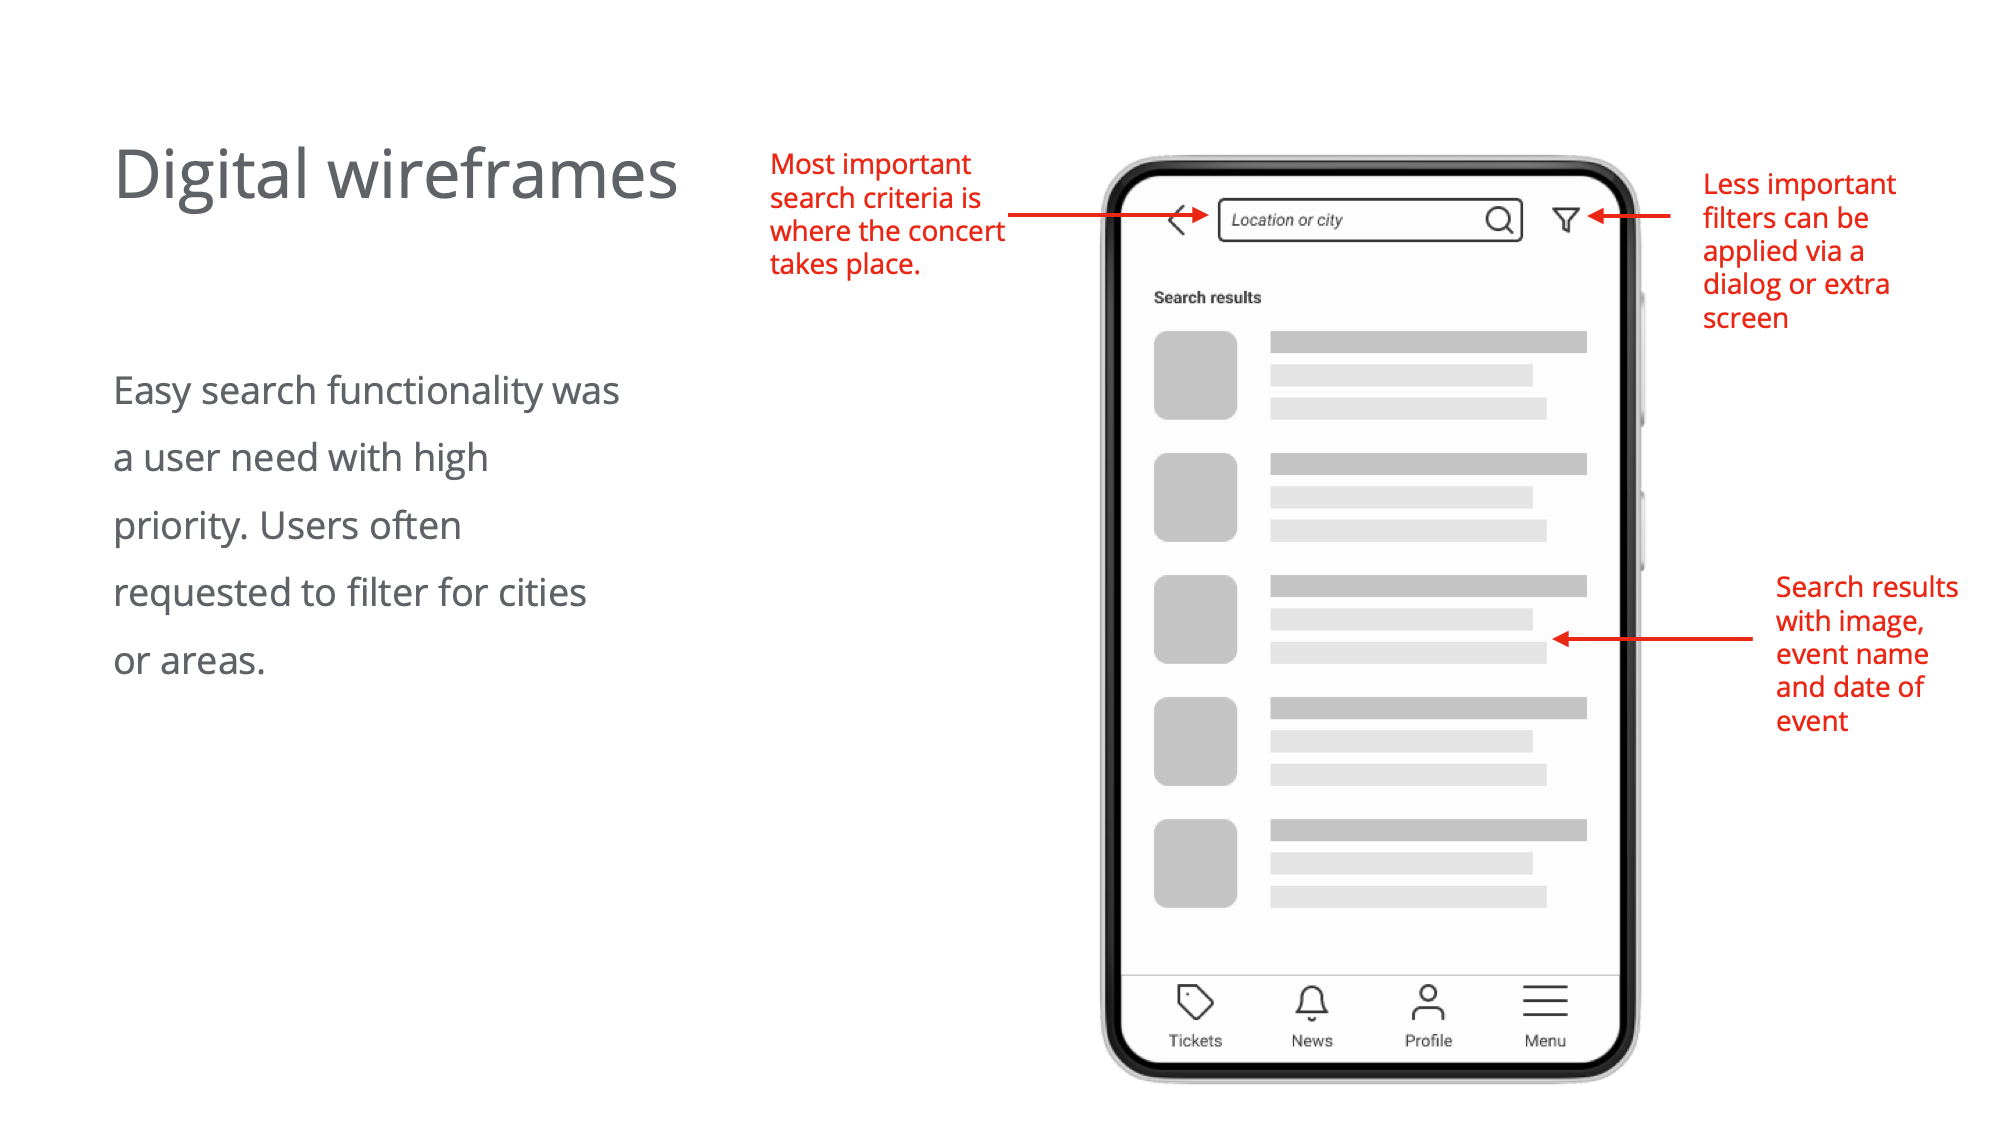 Digital wireframes
Easy search functionality was
a user need with high
priority. Users often
requested to filter for cities
or areas.
Most important
search criteria is
where the concert
takes place.
Location or city
Search results
Tickets
News
Profile
Menu
Less important
filters can be
applied via a
dialog or extra
screen
Search results
with image,
event name
and date of
event